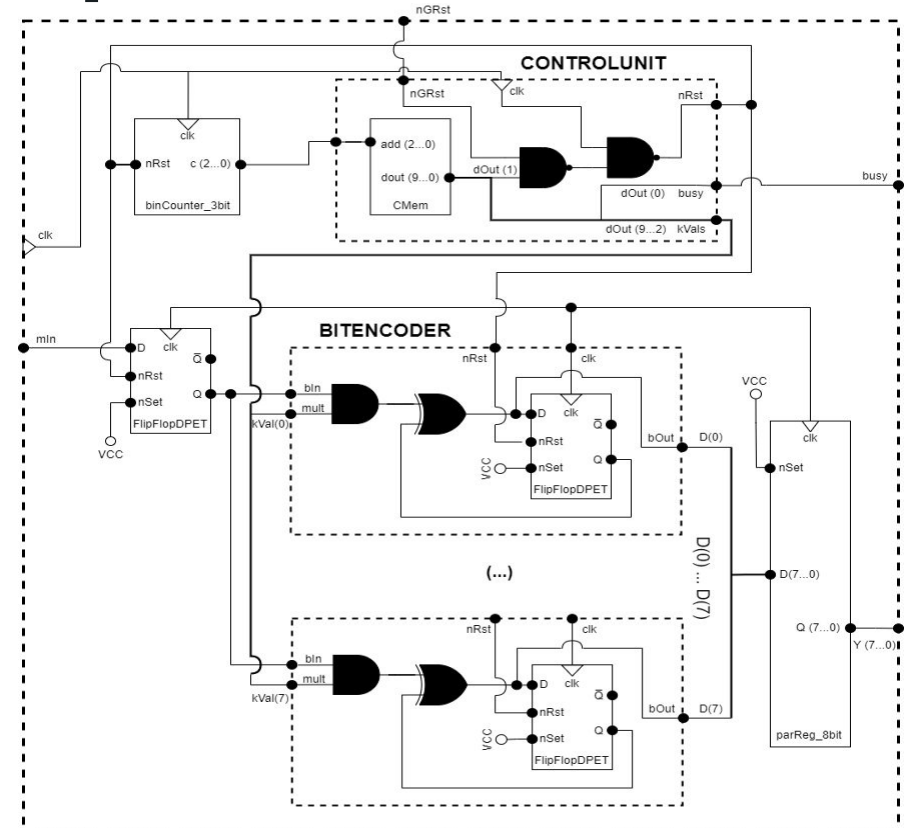 nGRst
CONTROLUNIT
nGRst
clk
nRst
clk
nRst
c (2...0)
binCounter_3bit
add (2...0)
dout (9...0)
CMem
dOut (1)
dOut (0)
busy
busy
dOut (9...2)
kVals
clk
mIn
D
clk
Q̅
nRst
Q
nSet
FlipFlopDPET
VCC
BITENCODER
nRst
clk
bIn
mult
kVal(0)
D
clk
Q̅
nRst
Q
VCC
nSet
FlipFlopDPET
bOut
D(0)
VCC
clk
nSet
D(7...0)
Q (7...0)
Y (7...0)
parReg_8bit
D(0) ... D(7)
(...)
nRst
clk
bIn
mult
kVal(7)
D
clk
Q̅
nRst
Q
VCC
nSet
FlipFlopDPET
bOut
D(7)